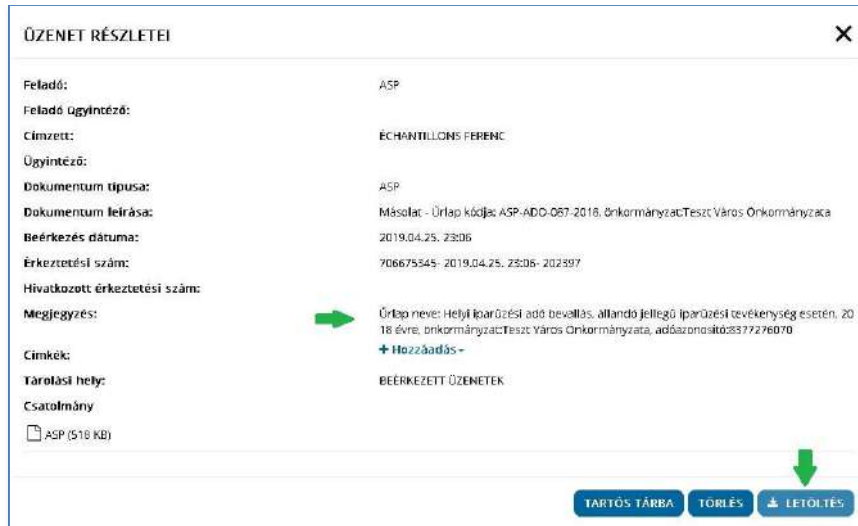 ÜZENET RÉSZLETEI
Feladó: ASP
Feladó ügyintéző:
Címzett: ÉCHANTILLONS FERENC
Ügyintéző:
Dokumentum típusa: ASP
Dokumentum leírása: Másolat - Űrlap kódja: ASP-ADO-087-2018, önkormányzat:Teszt Város Önkormányzata
Beérkezés dátuma: 2019.04.25. 23:06
Érkeztetési szám: 706675345- 2019.04.25. 23:06- 202397
Hivatkozott érkeztetési szám:
Megjegyzés: Űrlap neve: Helyi iparűzési adó bevallás, állandó jellegű iparűzési tevékenység esetén, 20
18 évre, önkormányzat:Teszt Város Önkormányzata, adóazonosító:8377276070
Címkék: + Hozzáadás
Tárolási hely: BEÉRKEZETT ÜZENETEK
Csatolmány
ASP (518 KB)
TARTÓS TÁRBA TÖRLÉS LETÖLTÉS